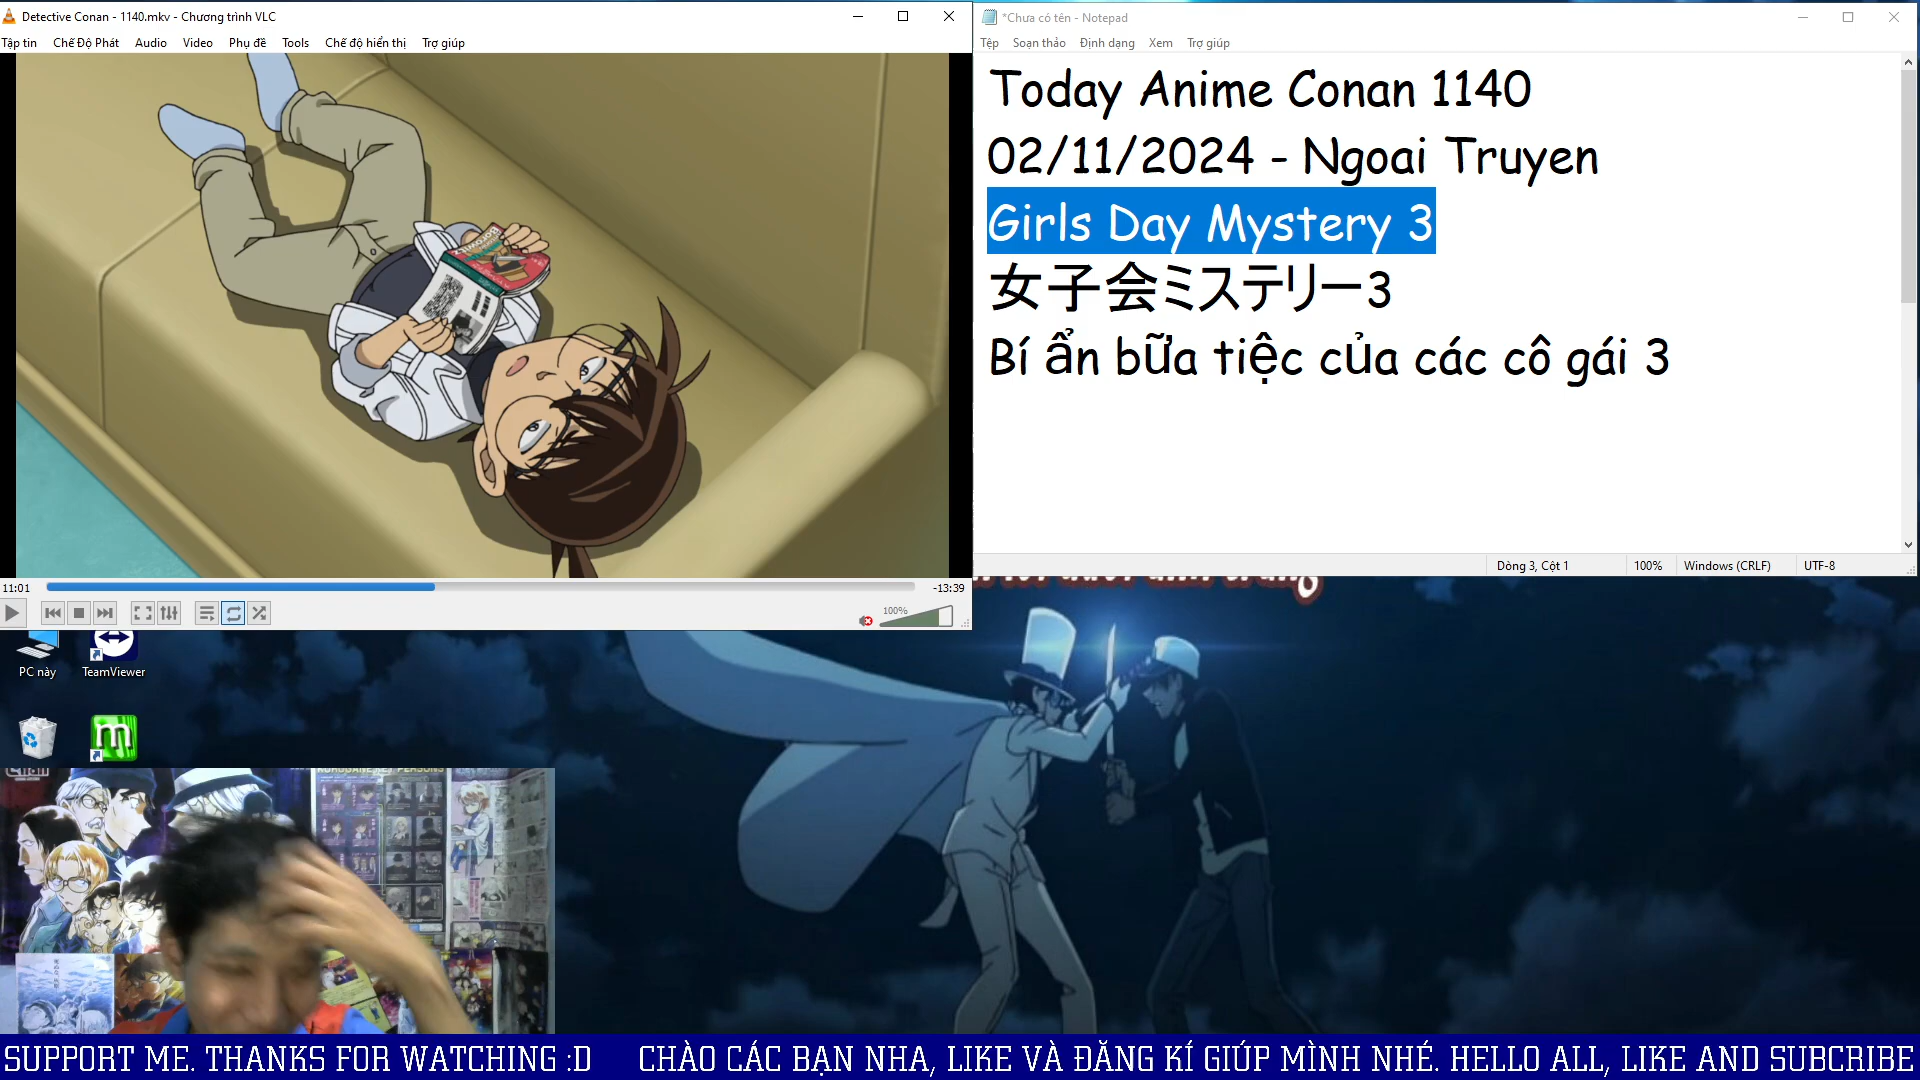 Detective Conan - 1140.mkv - Chương trình VLC
Tập tin Chế Độ Phát Audio Video Phụ đề Tools Chế độ hiển thị Trợ giúp
11:01
-13:39
100%
*Chưa có tên - Notepad
Tệp Soạn thảo Định dạng Xem Trợ giúp
Today Anime Conan 1140
02/11/2024 - Ngoai Truyen
Girls Day Mystery 3
女子会ミステリー3
Bí ẩn bữa tiệc của các cô gái 3
Dòng 3, Cột 1 100% Windows (CRLF) UTF-8
PC này
TeamViewer
SUPPORT ME. THANKS FOR WATCHING :D CHÀO CÁC BẠN NHA, LIKE VÀ ĐĂNG KÍ GIÚP MÌNH NHÉ. HELLO ALL, LIKE AND SUBCRIBE